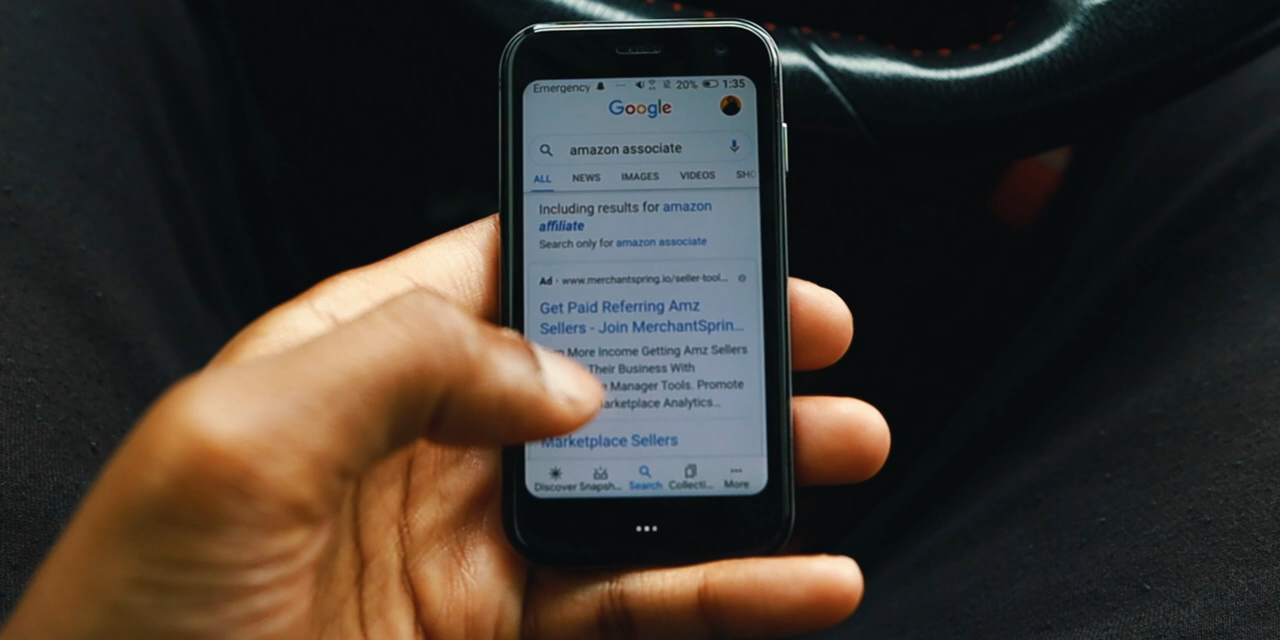 Emergency 20% 1:35
Google
amazon associate
ALL NEWS IMAGES VIDEOS SHO
Including results for amazon
affiliate
Search only for amazon associate
Ad · www.merchantspring.io/seller-tool...
Get Paid Referring Amz
Sellers - Join MerchantSprin...
More Income Getting Amz Sellers
Their Business With
Manager Tools. Promote
arketplace Analytics...
Marketplace Sellers
Discover Snapsh... Search Collecti... More